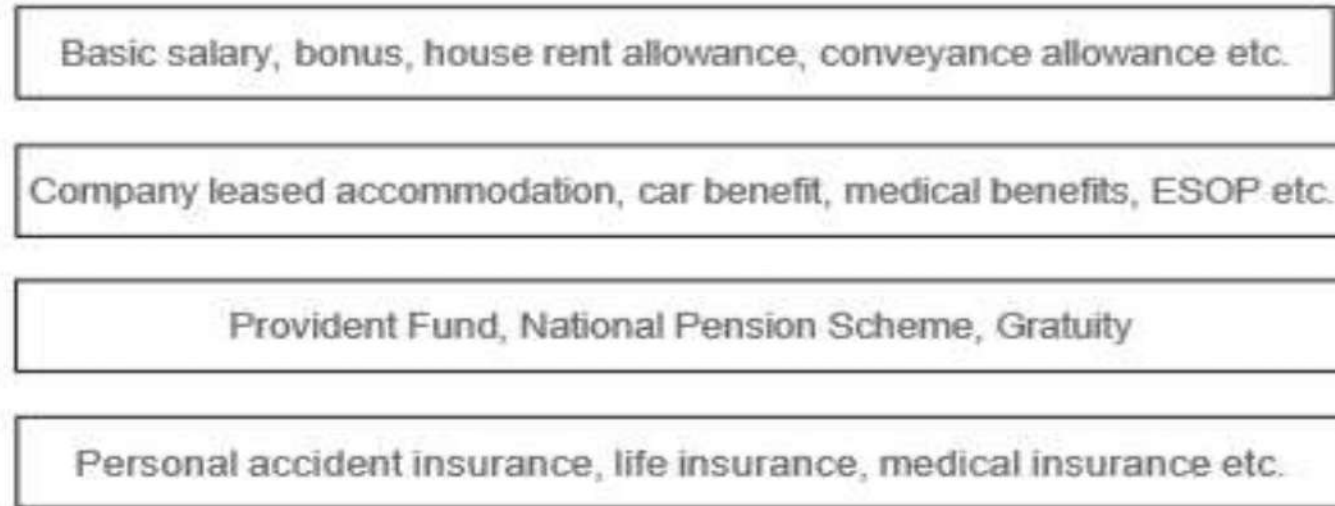 Basic salary, bonus, house rent allowance, conveyance allowance etc.
Company leased accommodation, car benefit, medical benefits, ESOP etc.
Provident Fund, National Pension Scheme, Gratuity
Personal accident insurance, life insurance, medical insurance etc.